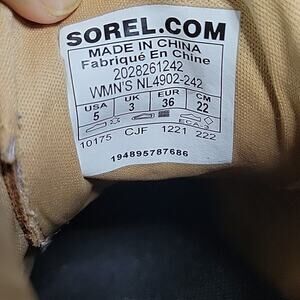 SOREL.COM
MADE IN CHINA
Fabriqué En Chine
2028261242
WMN'S NL4902-242
USA UK EUR CM
5 3 36 22
10175 CJF 1221 222
194895787686